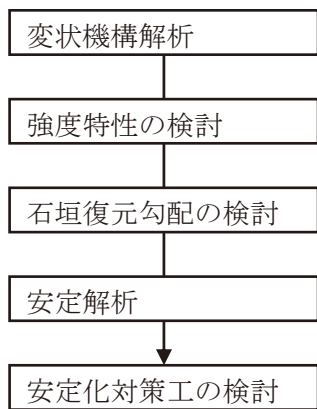 変状機構解析
強度特性の検討
石垣復元勾配の検討
安定解析
安定化対策工の検討